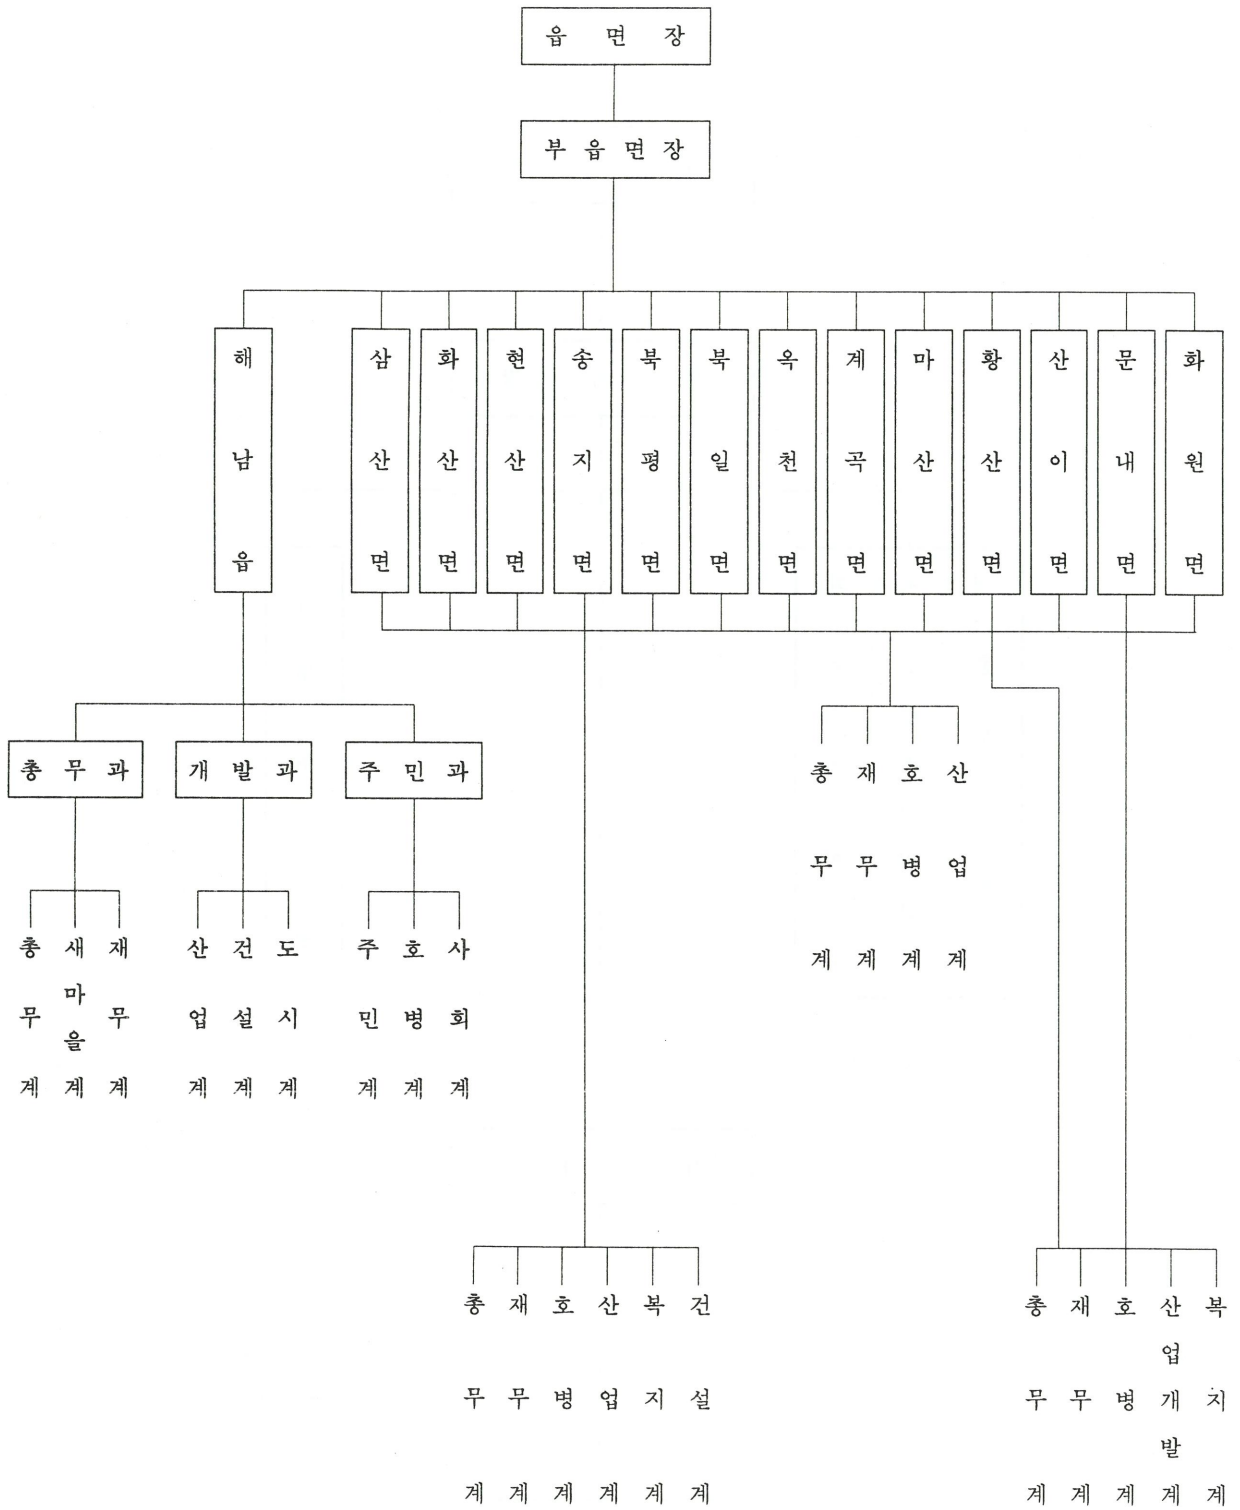 읍 면 장
부 읍 면 장
해 남 읍
삼 산 면
화 산 면
현 산 면
송 지 면
북 평 면
북 일 면
옥 천 면
계 곡 면
마 산 면
황 산 면
산 이 면
문 내 면
화 원 면
총 무 과
개 발 과
주 민 과
총 무 계
새 마 을 계
재 무 계
산 업 계
건 설 계
도 시 계
주 민 계
호 병 계
사 회 계
총 무 계
재 무 계
호 병 계
산 업 계
총 무 계
재 무 계
호 병 계
산 업 계
복 지 계
건 설 계
총 무 계
재 무 계
호 병 계
산 업 개 발 계
복 지 계